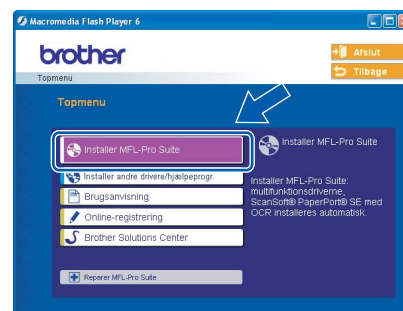 Macromedia Flash Player 6
brother
Afslut
Tilbage
Topmenu
Topmenu
Installer MFL-Pro Suite
Installer andre drivere/hjælpeprogr.
Brugsanvisning
Online-registrering
Brother Solutions Center
Reparer MFL-Pro Suite
Installer MFL-Pro Suite
Installer MFL-Pro Suite:
multifunktionsdriverne,
ScanSoft® PaperPort® SE med
OCR installeres automatisk.